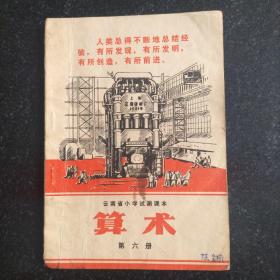 人类总得不断地总结经
验，有所发现，有所发明，
有所创造，有所前进。
云南省小学试用课本
算术
第六册